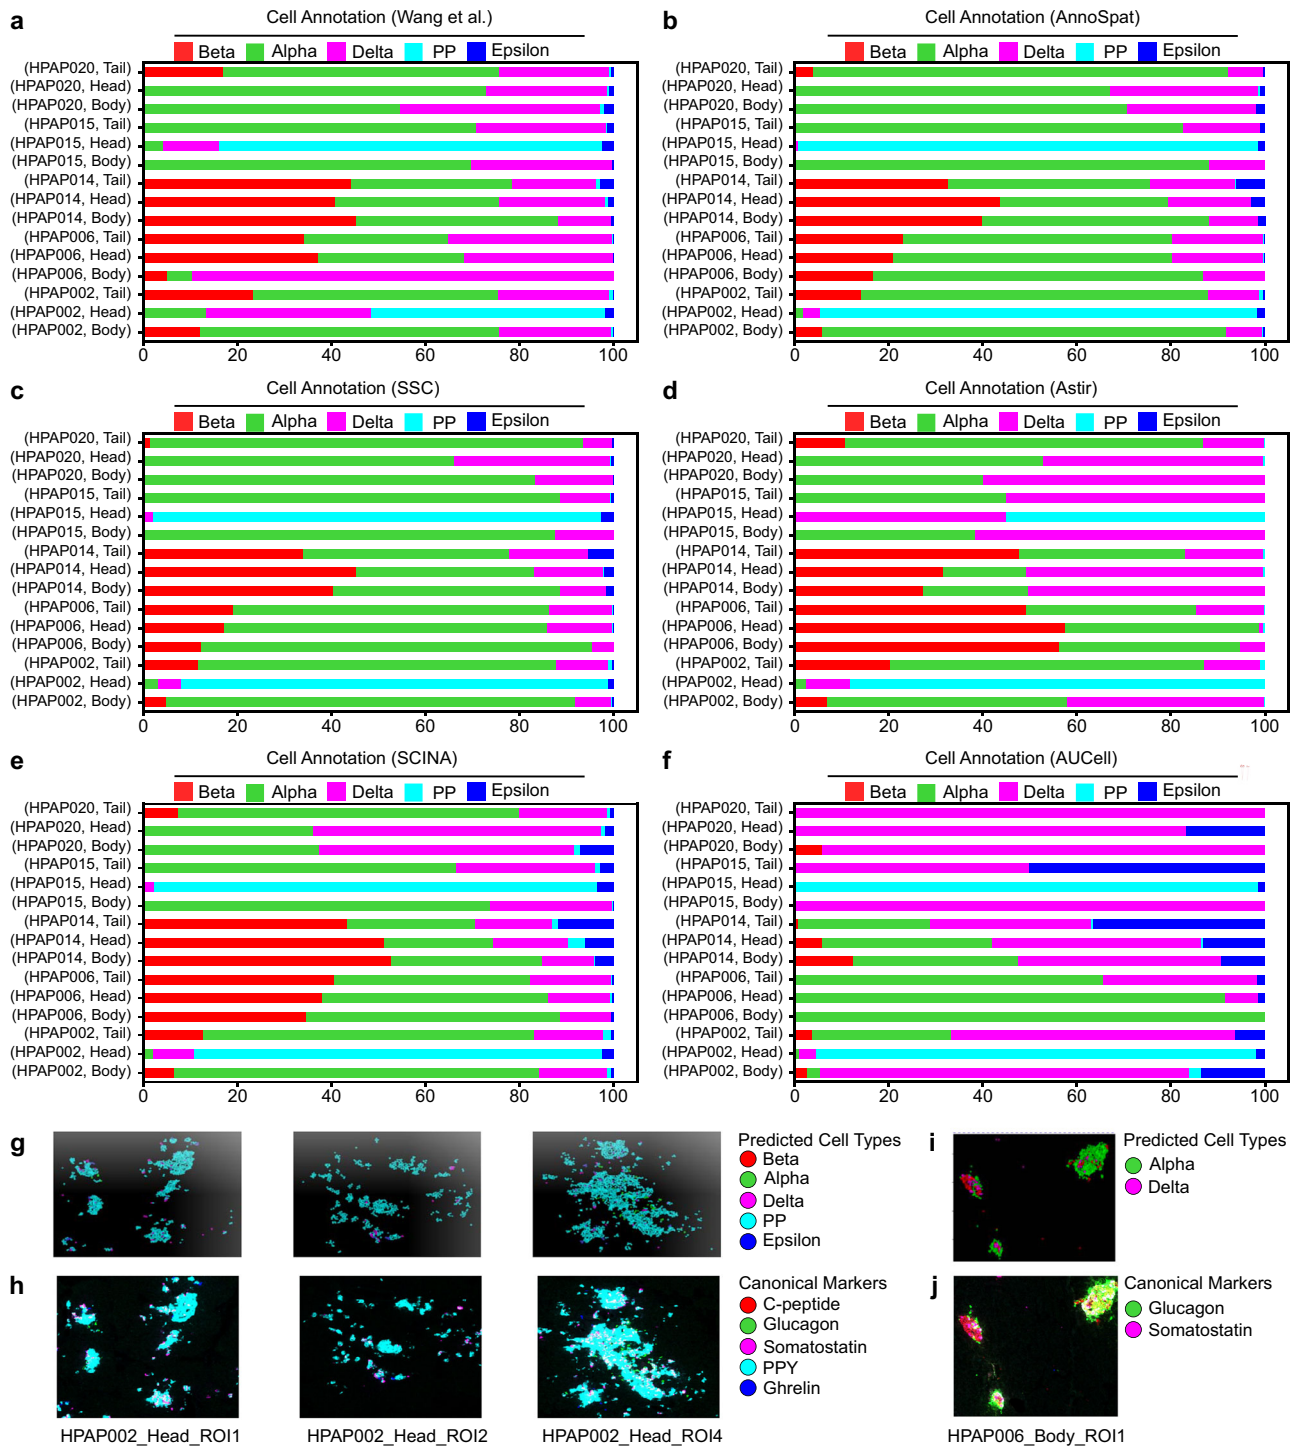 a
Cell Annotation (Wang et al.)
Beta Alpha Delta PP Epsilon
(HPAP020, Tail)
(HPAP020, Head)
(HPAP020, Body)
(HPAP015, Tail)
(HPAP015, Head)
(HPAP015, Body)
(HPAP014, Tail)
(HPAP014, Head)
(HPAP014, Body)
(HPAP006, Tail)
(HPAP006, Head)
(HPAP006, Body)
(HPAP002, Tail)
(HPAP002, Head)
(HPAP002, Body)
0 20 40 60 80 100
b
Cell Annotation (AnnoSpat)
Beta Alpha Delta PP Epsilon
(HPAP020, Tail)
(HPAP020, Head)
(HPAP020, Body)
(HPAP015, Tail)
(HPAP015, Head)
(HPAP015, Body)
(HPAP014, Tail)
(HPAP014, Head)
(HPAP014, Body)
(HPAP006, Tail)
(HPAP006, Head)
(HPAP006, Body)
(HPAP002, Tail)
(HPAP002, Head)
(HPAP002, Body)
0 20 40 60 80 100
c
Cell Annotation (SSC)
Beta Alpha Delta PP Epsilon
(HPAP020, Tail)
(HPAP020, Head)
(HPAP020, Body)
(HPAP015, Tail)
(HPAP015, Head)
(HPAP015, Body)
(HPAP014, Tail)
(HPAP014, Head)
(HPAP014, Body)
(HPAP006, Tail)
(HPAP006, Head)
(HPAP006, Body)
(HPAP002, Tail)
(HPAP002, Head)
(HPAP002, Body)
0 20 40 60 80 100
d
Cell Annotation (Astir)
Beta Alpha Delta PP Epsilon
(HPAP020, Tail)
(HPAP020, Head)
(HPAP020, Body)
(HPAP015, Tail)
(HPAP015, Head)
(HPAP015, Body)
(HPAP014, Tail)
(HPAP014, Head)
(HPAP014, Body)
(HPAP006, Tail)
(HPAP006, Head)
(HPAP006, Body)
(HPAP002, Tail)
(HPAP002, Head)
(HPAP002, Body)
0 20 40 60 80 100
e
Cell Annotation (SCINA)
Beta Alpha Delta PP Epsilon
(HPAP020, Tail)
(HPAP020, Head)
(HPAP020, Body)
(HPAP015, Tail)
(HPAP015, Head)
(HPAP015, Body)
(HPAP014, Tail)
(HPAP014, Head)
(HPAP014, Body)
(HPAP006, Tail)
(HPAP006, Head)
(HPAP006, Body)
(HPAP002, Tail)
(HPAP002, Head)
(HPAP002, Body)
0 20 40 60 80 100
f
Cell Annotation (AUCell)
Beta Alpha Delta PP Epsilon
(HPAP020, Tail)
(HPAP020, Head)
(HPAP020, Body)
(HPAP015, Tail)
(HPAP015, Head)
(HPAP015, Body)
(HPAP014, Tail)
(HPAP014, Head)
(HPAP014, Body)
(HPAP006, Tail)
(HPAP006, Head)
(HPAP006, Body)
(HPAP002, Tail)
(HPAP002, Head)
(HPAP002, Body)
0 20 40 60 80 100
g
Predicted Cell Types
Beta
Alpha
Delta
PP
Epsilon
h
Canonical Markers
C-peptide
Glucagon
Somatostatin
PPY
Ghrelin
HPAP002_Head_ROI1
HPAP002_Head_ROI2
HPAP002_Head_ROI4
i
Predicted Cell Types
Alpha
Delta
j
Canonical Markers
Glucagon
Somatostatin
HPAP006_Body_ROI1